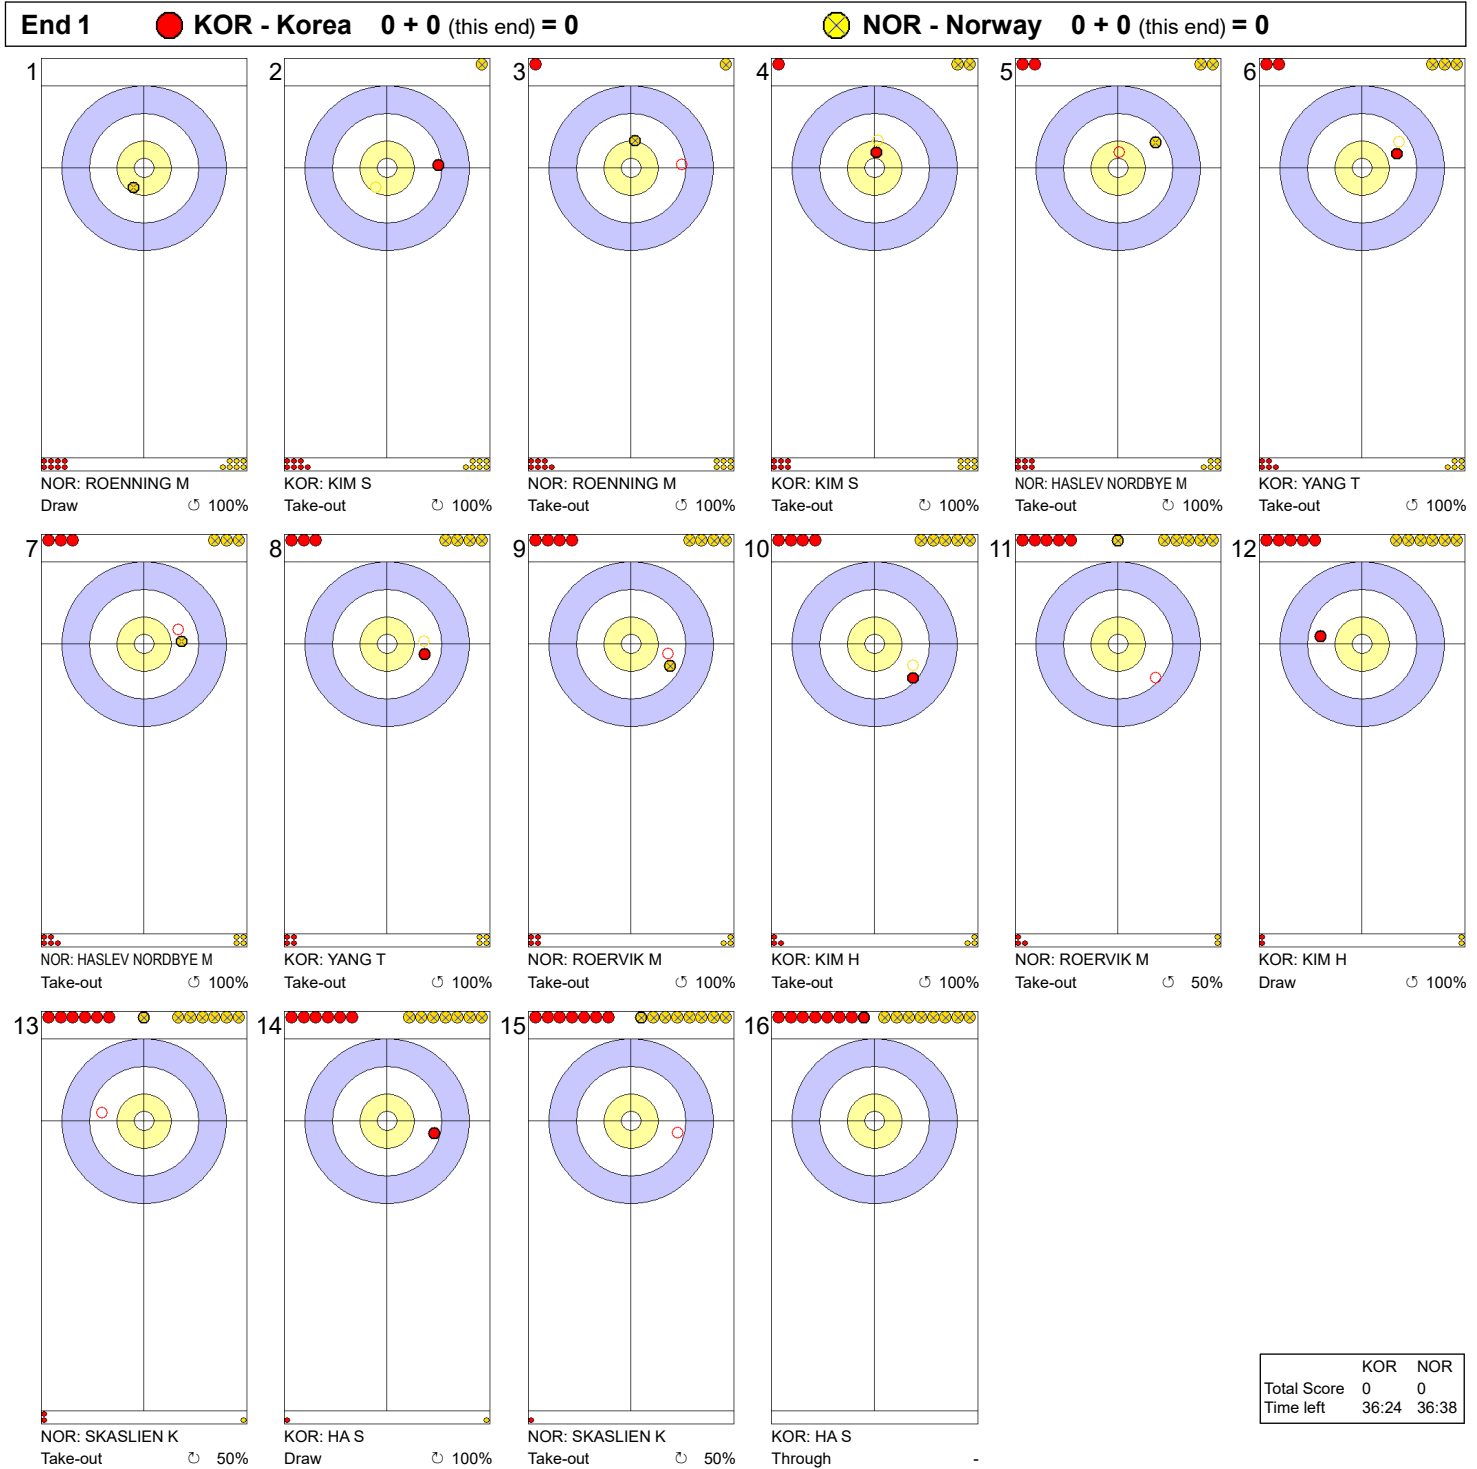 End 1 KOR - Korea 0 + 0 (this end) = 0 NOR - Norway 0 + 0 (this end) = 0
1 2 3 4 5 6
NOR: ROENNING M KOR: KIM S NOR: ROENNING M KOR: KIM S NOR: HASLEV NORDBYE M KOR: YANG T
Draw ↺ 100% Take-out ↻ 100% Take-out ↺ 100% Take-out ↻ 100% Take-out ↺ 100% Take-out ↺ 100%
7 8 9 10 11 12
NOR: HASLEV NORDBYE M KOR: YANG T NOR: ROERVIK M KOR: KIM H NOR: ROERVIK M KOR: KIM H
Take-out ↺ 100% Take-out ↺ 100% Take-out ↺ 100% Take-out ↺ 100% Take-out ↺ 50% Draw ↻ 100%
13 14 15 16
NOR: SKASLIEN K KOR: HA S NOR: SKASLIEN K KOR: HA S
Take-out ↻ 50% Draw ↻ 100% Take-out ↻ 50% Through -
KOR NOR
Total Score 0 0
Time left 36:24 36:38